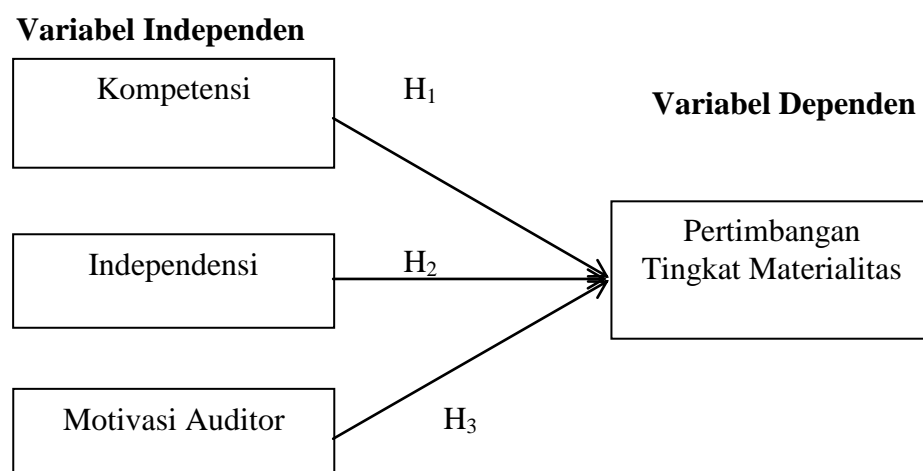 Variabel Independen
Kompetensi
H₁
Variabel Dependen
Pertimbangan
Tingkat Materialitas
Independensi
H₂
Motivasi Auditor
H₃